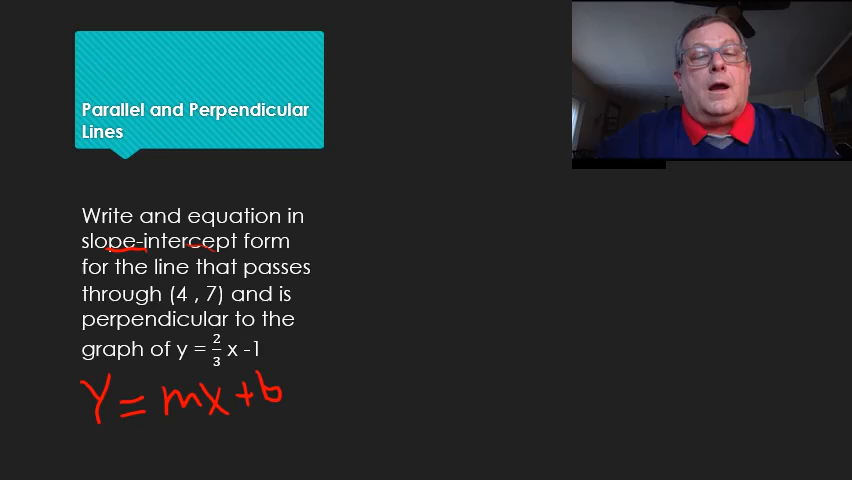 Parallel and Perpendicular
Lines
Write and equation in
slope-intercept form
for the line that passes
through (4 , 7) and is
perpendicular to the
graph of y = 2/3 x -1
Y = mx + b